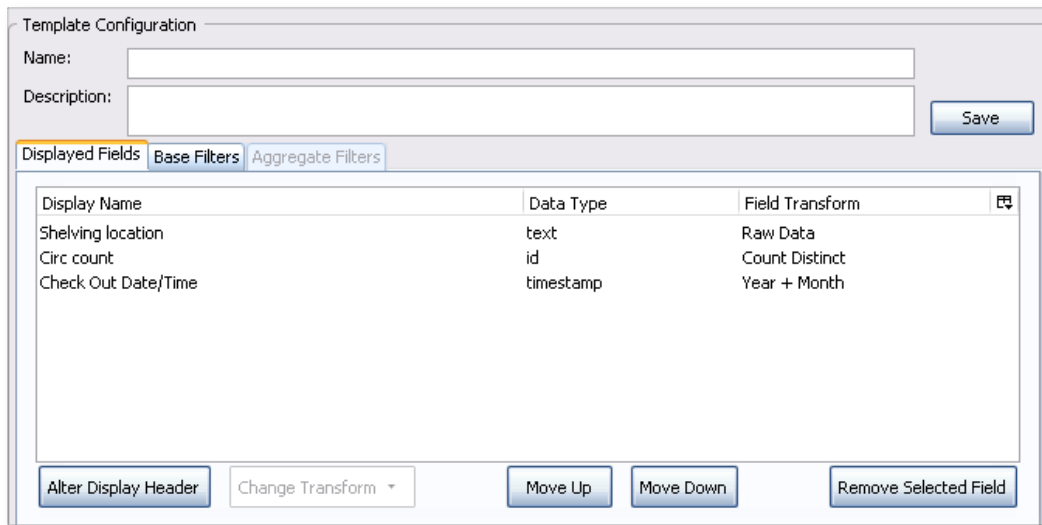 Template Configuration
Name:
Description:
Save
Displayed Fields Base Filters Aggregate Filters
Display Name Data Type Field Transform
Shelving location text Raw Data
Circ count id Count Distinct
Check Out Date/Time timestamp Year + Month
Alter Display Header Change Transform Move Up Move Down Remove Selected Field